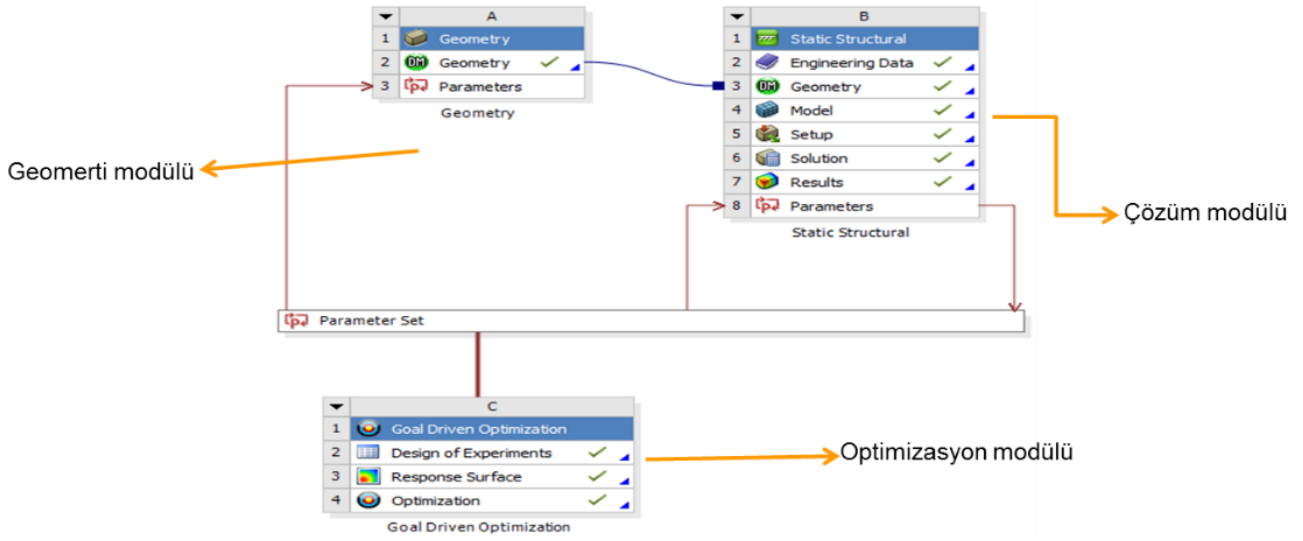 A
1 Geometry
2 Geometry
3 Parameters
Geometry
B
1 Static Structural
2 Engineering Data
3 Geometry
4 Model
5 Setup
6 Solution
7 Results
8 Parameters
Static Structural
Geomerti modülü
Çözüm modülü
Parameter Set
C
1 Goal Driven Optimization
2 Design of Experiments
3 Response Surface
4 Optimization
Goal Driven Optimization
Optimizasyon modülü